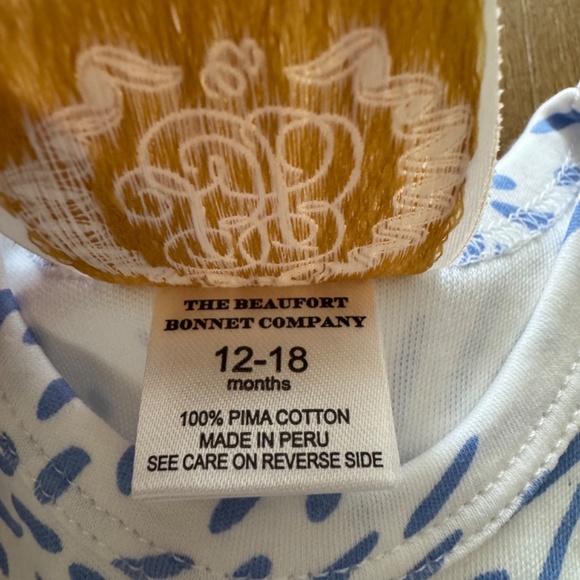 THE BEAUFORT
BONNET COMPANY
12-18
months
100% PIMA COTTON
MADE IN PERU
SEE CARE ON REVERSE SIDE